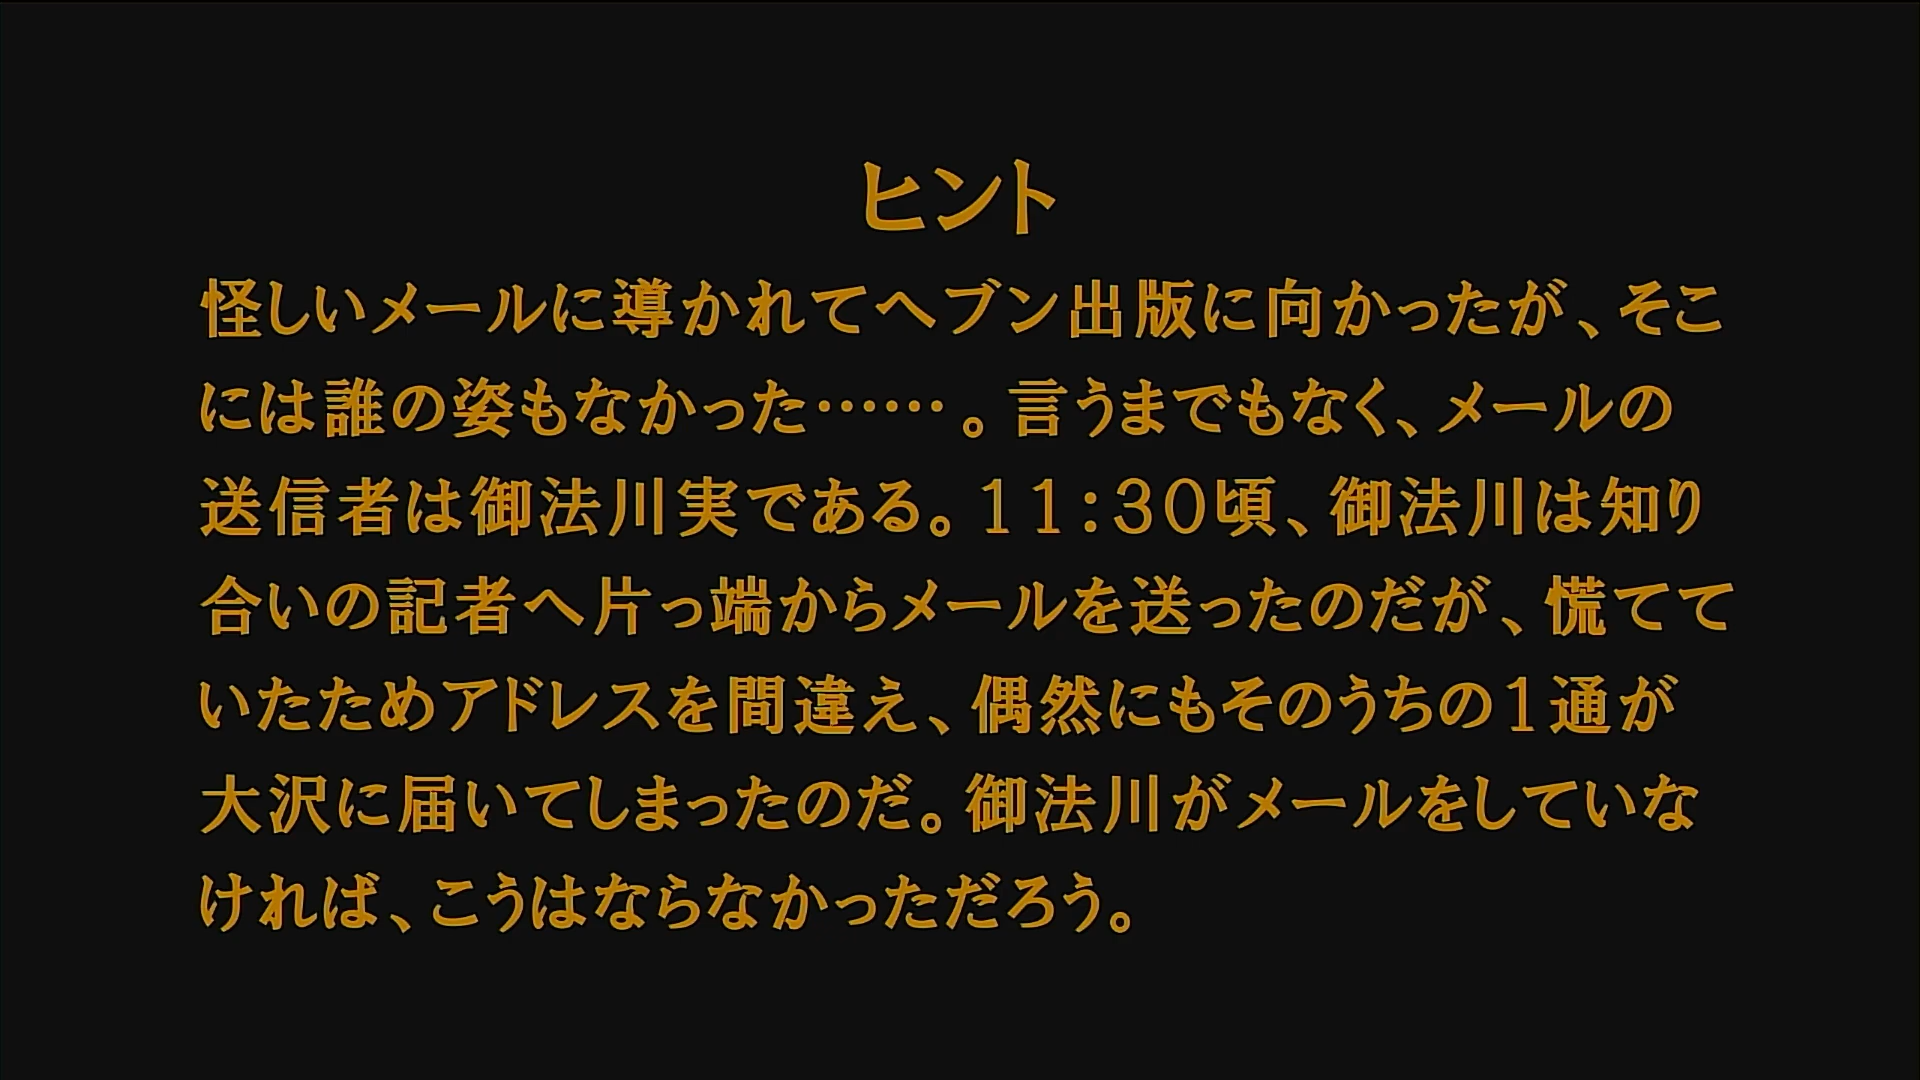 ヒント
怪しいメールに導かれてヘブン出版に向かったが、そこ
には誰の姿もなかった……。言うまでもなく、メールの
送信者は御法川実である。11:30頃、御法川は知り
合いの記者へ片っ端からメールを送ったのだが、慌てて
いたためアドレスを間違え、偶然にもそのうちの1通が
大沢に届いてしまったのだ。御法川がメールをしていな
ければ、こうはならなかっただろう。